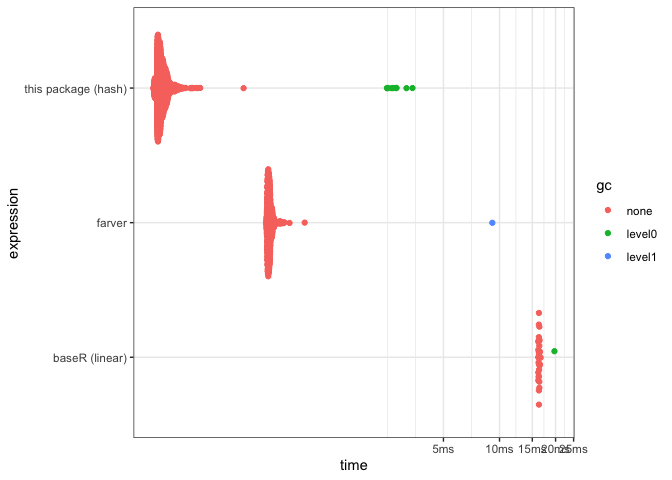 this package (hash)
farver
baseR (linear)
expression
5ms 10ms 15ms 20ms 25ms
time
gc
none
level0
level1